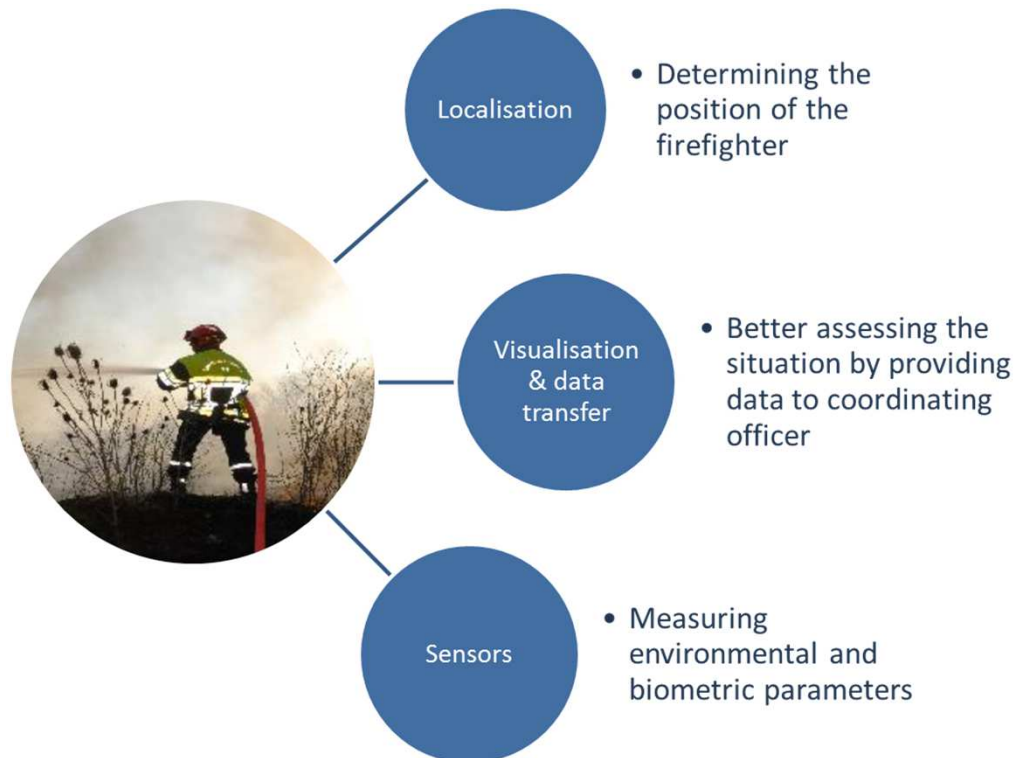 Localisation
• Determining the
position of the
firefighter
Visualisation
& data
transfer
• Better assessing the
situation by providing
data to coordinating
officer
Sensors
• Measuring
environmental and
biometric parameters